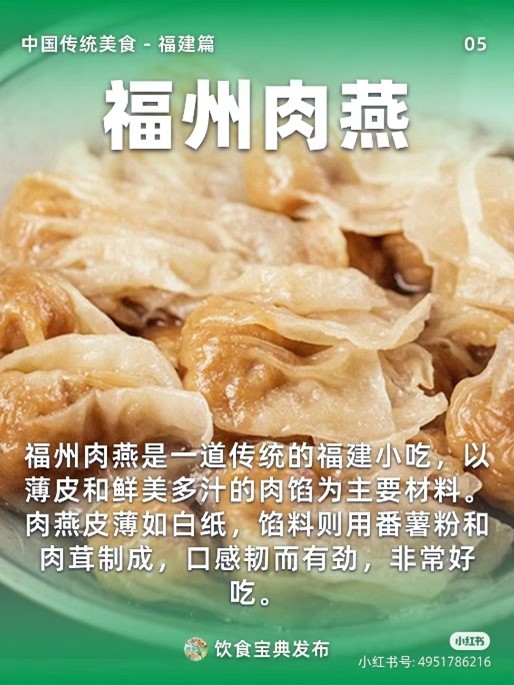 中国传统美食 - 福建篇
05
福州肉燕
福州肉燕是一道传统的福建小吃，以
薄皮和鲜美多汁的肉馅为主要材料。
肉燕皮薄如白纸，馅料则用番薯粉和
肉茸制成，口感韧而有劲，非常好
吃。
饮食宝典发布
小红书
小红书号: 4951786216